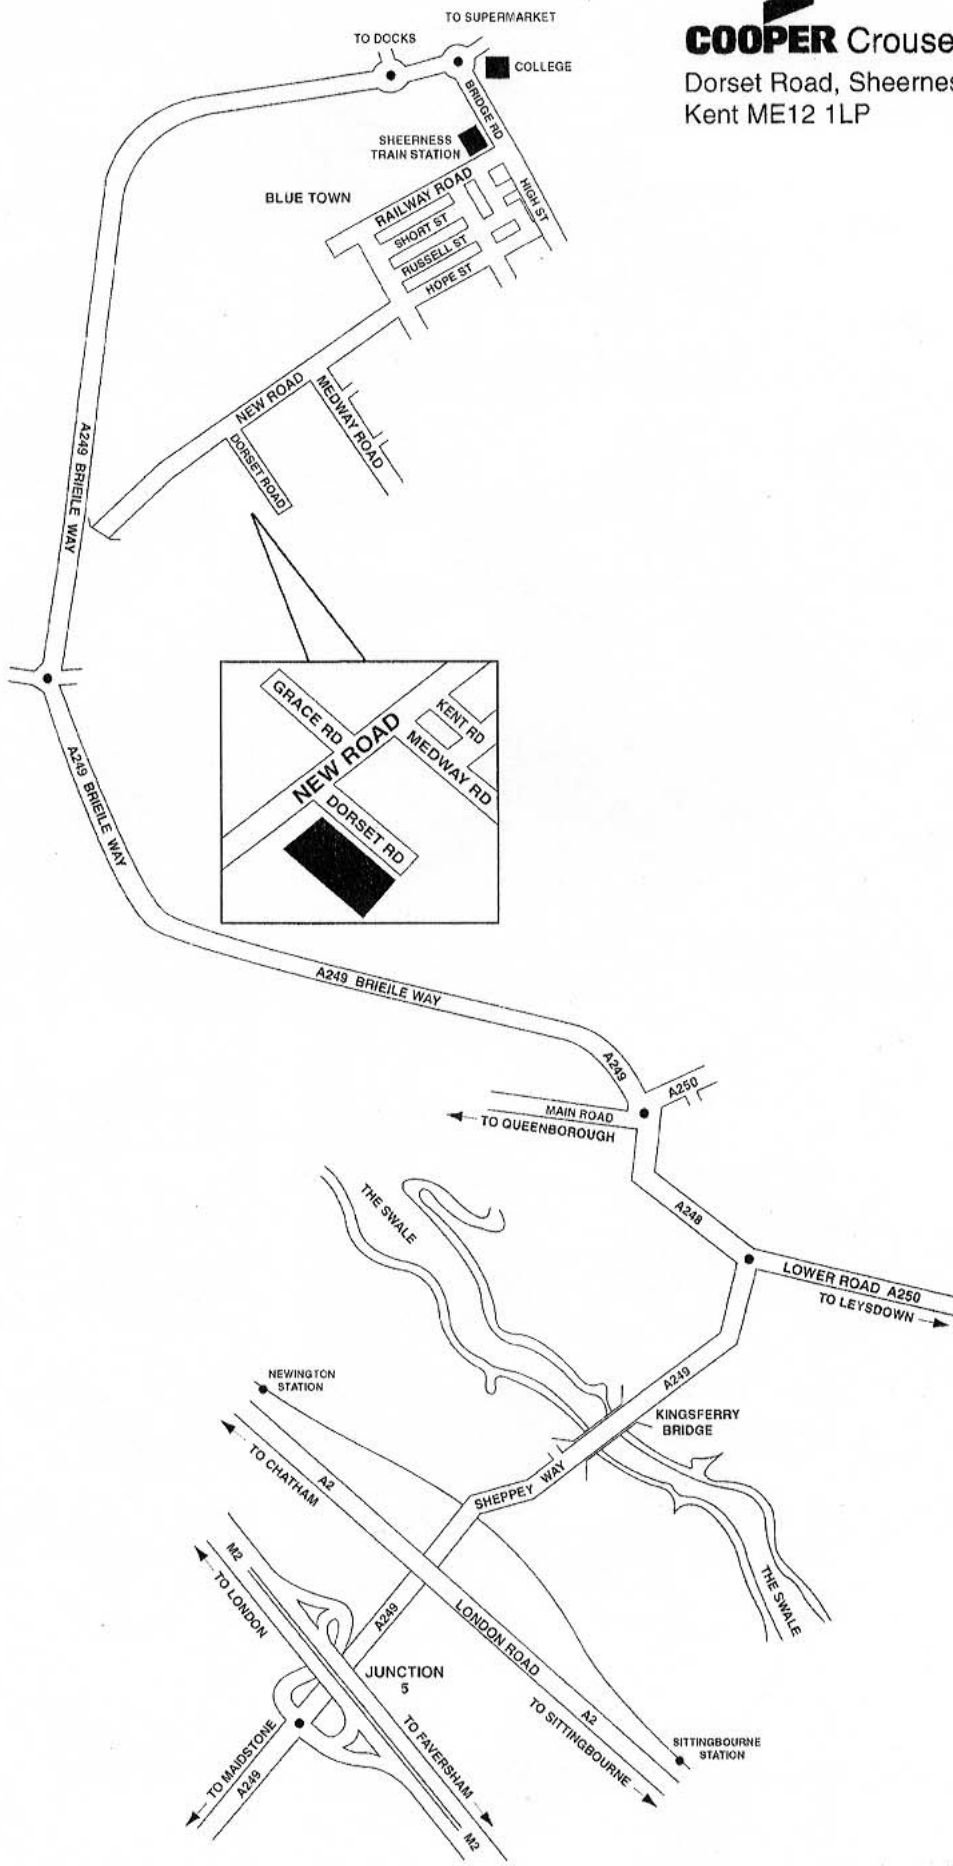 TO SUPERMARKET
TO DOCKS
COOPER Crouse
COLLEGE
Dorset Road, Sheernes
Kent ME12 1LP
BRIDGE RD
SHEERNESS
TRAIN STATION
BLUE TOWN
RAILWAY ROAD
HIGH ST
SHORT ST
RUSSELL ST
HOPE ST
NEW ROAD
MEDWAY ROAD
DORSET ROAD
A249 BRIEILE WAY
GRACE RD
KENT RD
NEW ROAD
MEDWAY RD
DORSET RD
A249 BRIEILE WAY
A249 BRIEILE WAY
A249
A250
MAIN ROAD
TO QUEENBOROUGH
THE SWALE
A248
LOWER ROAD A250
TO LEYSDOWN
A249
NEWINGTON
STATION
KINGSFERRY
BRIDGE
TO CHATHAM
A2
SHEPPEY WAY
THE SWALE
M2
TO LONDON
A249
LONDON ROAD
JUNCTION
5
A2
TO SITTINGBOURNE
SITTINGBOURNE
STATION
TO MAIDSTONE
A249
TO FAVERSHAM
M2